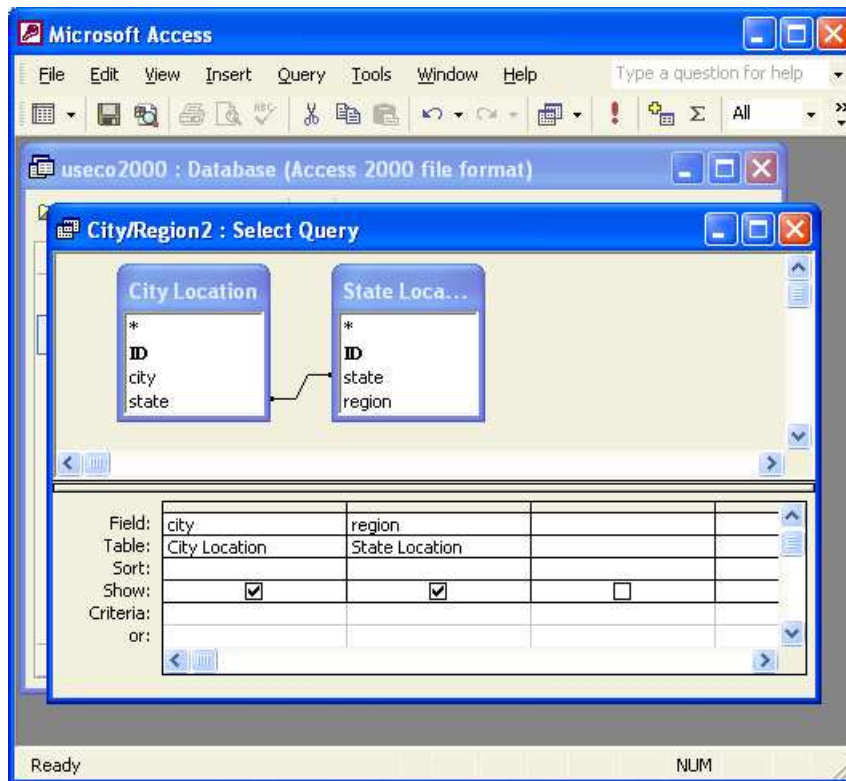 Microsoft Access
File Edit View Insert Query Tools Window Help Type a question for help
ABC Σ All
useco2000 : Database (Access 2000 file format)
City/Region2 : Select Query
City Location State Loca...
* *
ID ID
city state
state region
Field: city region
Table: City Location State Location
Sort:
Show:
Criteria:
or:
Ready NUM